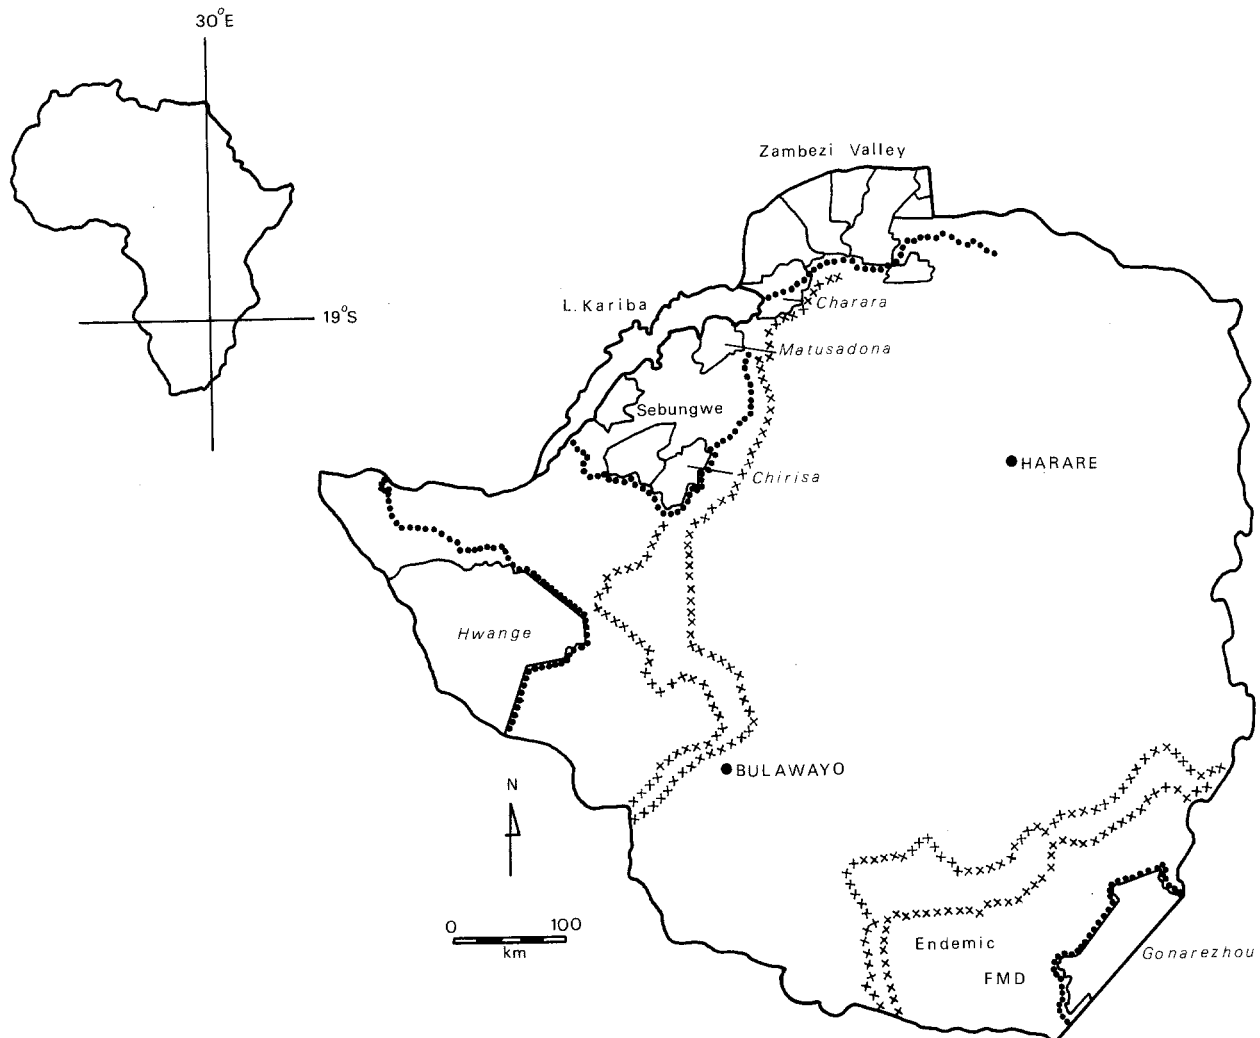 30°E
Zambezi Valley
L. Kariba
Charara
19°S
Matusadona
Sebungwe
HARARE
Chirisa
Hwange
BULAWAYO
N
0 100
km
Endemic
FMD
Gonarezhou